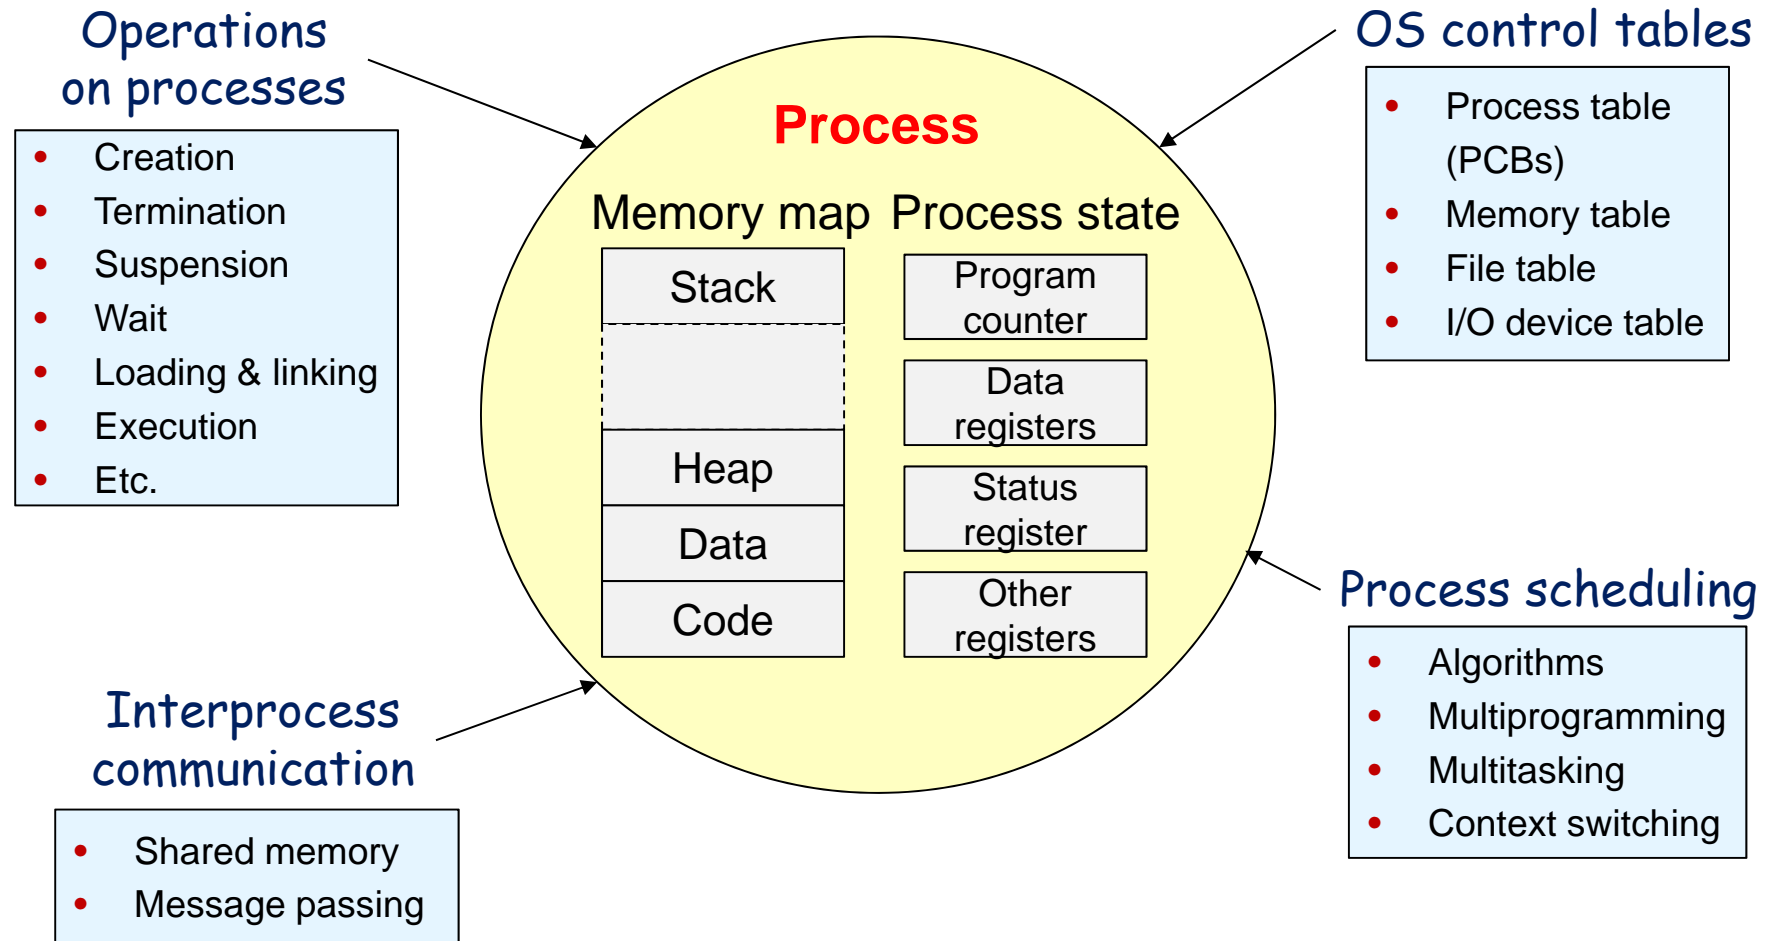 Operations
on processes
• Creation
• Termination
• Suspension
• Wait
• Loading & linking
• Execution
• Etc.
Process
Memory map
Stack
Heap
Data
Code
Process state
Program
counter
Data
registers
Status
register
Other
registers
OS control tables
• Process table
(PCBs)
• Memory table
• File table
• I/O device table
Interprocess
communication
• Shared memory
• Message passing
Process scheduling
• Algorithms
• Multiprogramming
• Multitasking
• Context switching